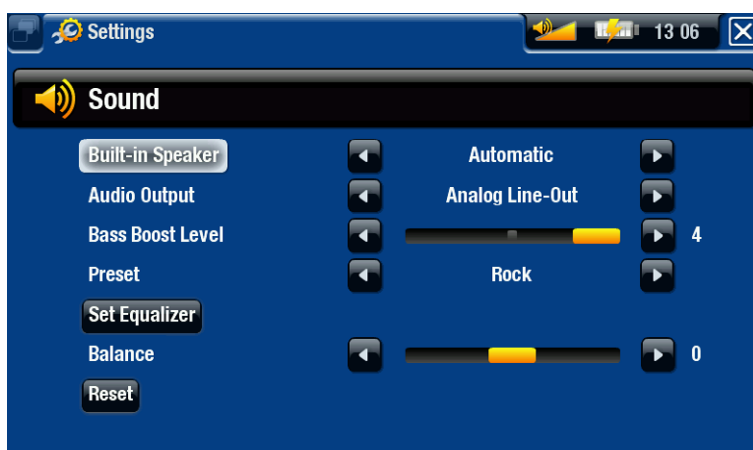 Settings 13 06
Sound
Built-in Speaker Automatic
Audio Output Analog Line-Out
Bass Boost Level 4
Preset Rock
Set Equalizer
Balance 0
Reset